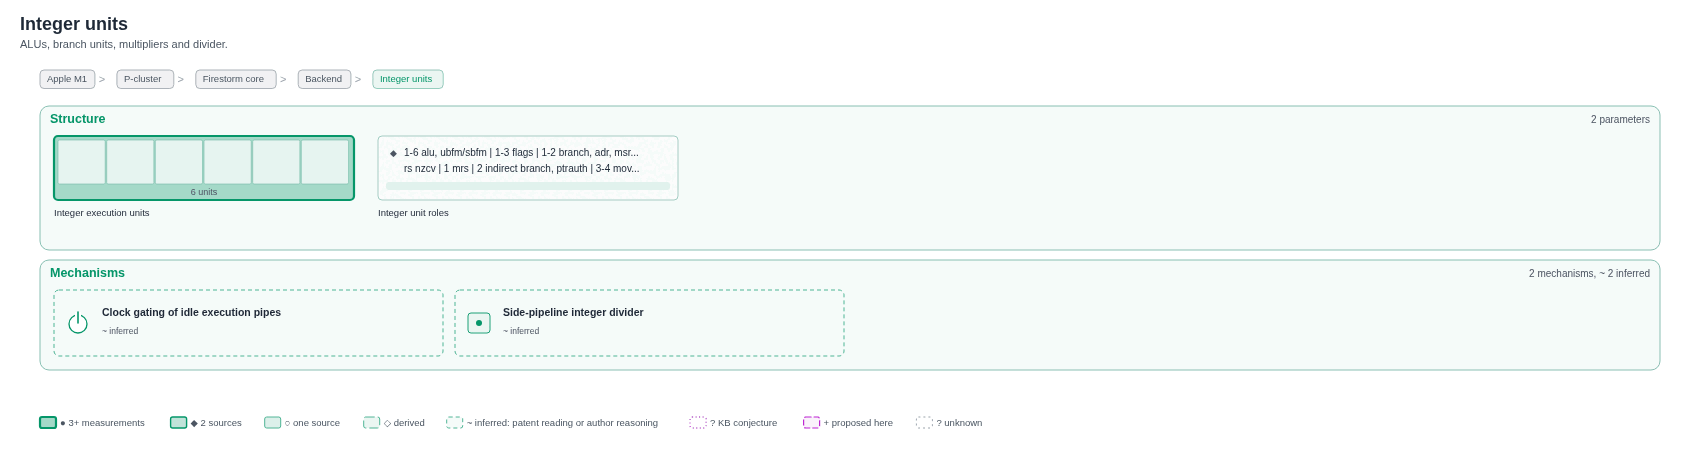 Integer units
ALUs, branch units, multipliers and divider.
Apple M1 > P-cluster > Firestorm core > Backend > Integer units
Structure
2 parameters
◆ 1-6 alu, ubfm/sbfm | 1-3 flags | 1-2 branch, adr, msr...
rs nzcv | 1 mrs | 2 indirect branch, ptrauth | 3-4 mov...
6 units
Integer execution units
Integer unit roles
Mechanisms
2 mechanisms, ~ 2 inferred
Clock gating of idle execution pipes
~ inferred
Side-pipeline integer divider
~ inferred
● 3+ measurements ◆ 2 sources ○ one source ◇ derived ~ inferred: patent reading or author reasoning ? KB conjecture + proposed here ? unknown